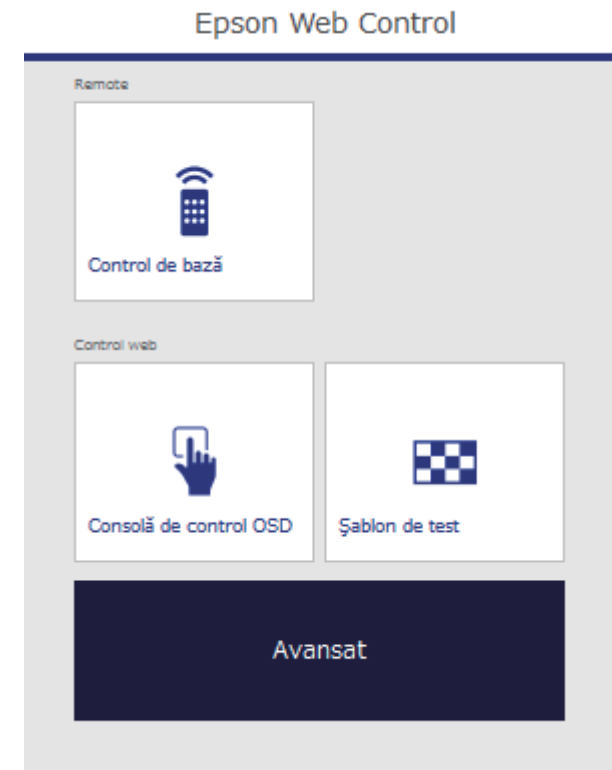 Epson Web Control
Remote
Control de bază
Control web
Consolă de control OSD
Şablon de test
Avansat